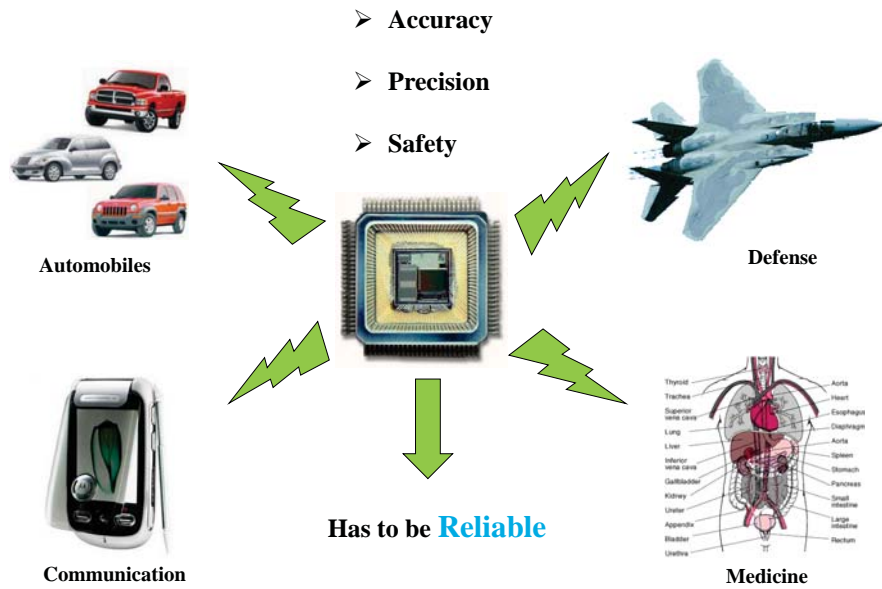 ➢ Accuracy
➢ Precision
➢ Safety
Automobiles
Defense
Thyroid
Trachea
Superior
vena cava
Lung
Liver
Inferior
vena cava
Gallbladder
Kidney
Ureter
Appendix
Bladder
Urethra
Aorta
Heart
Esophagus
Diaphragm
Aorta
Spleen
Stomach
Pancreas
Small
intestine
Large
intestine
Rectum
Has to be Reliable
Communication
Medicine